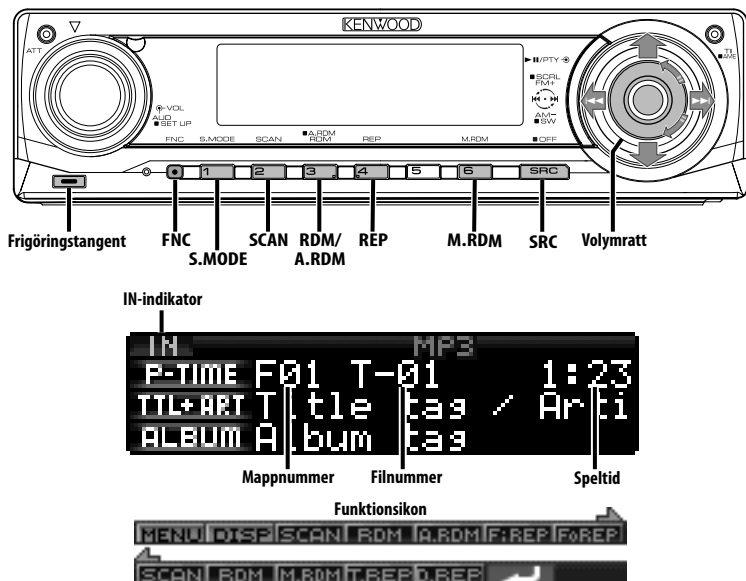 KENWOOD
ATT
TI
■AME
▶II/PTY
■SCRL
FM+
AM−
■SW
-VOL
AUD
■SET UP
■A.RDM
FNC S.MODE SCAN RDM REP M.RDM ■OFF
1 2 3 4 5 6 SRC
Frigöringstangent FNC SCAN RDM/ REP M.RDM SRC Volymratt
S.MODE A.RDM
IN-indikator
IN MP3
P-TIME F01 T-01 1:23
TTL+ART Title tag / Arti
ALBUM Album tag
Mappnummer Filnummer Speltid
Funktionsikon
MENU DISP SCAN RDM A.RDM F:REP FoREP
SCAN RDM M.RDM T.REP D.REP